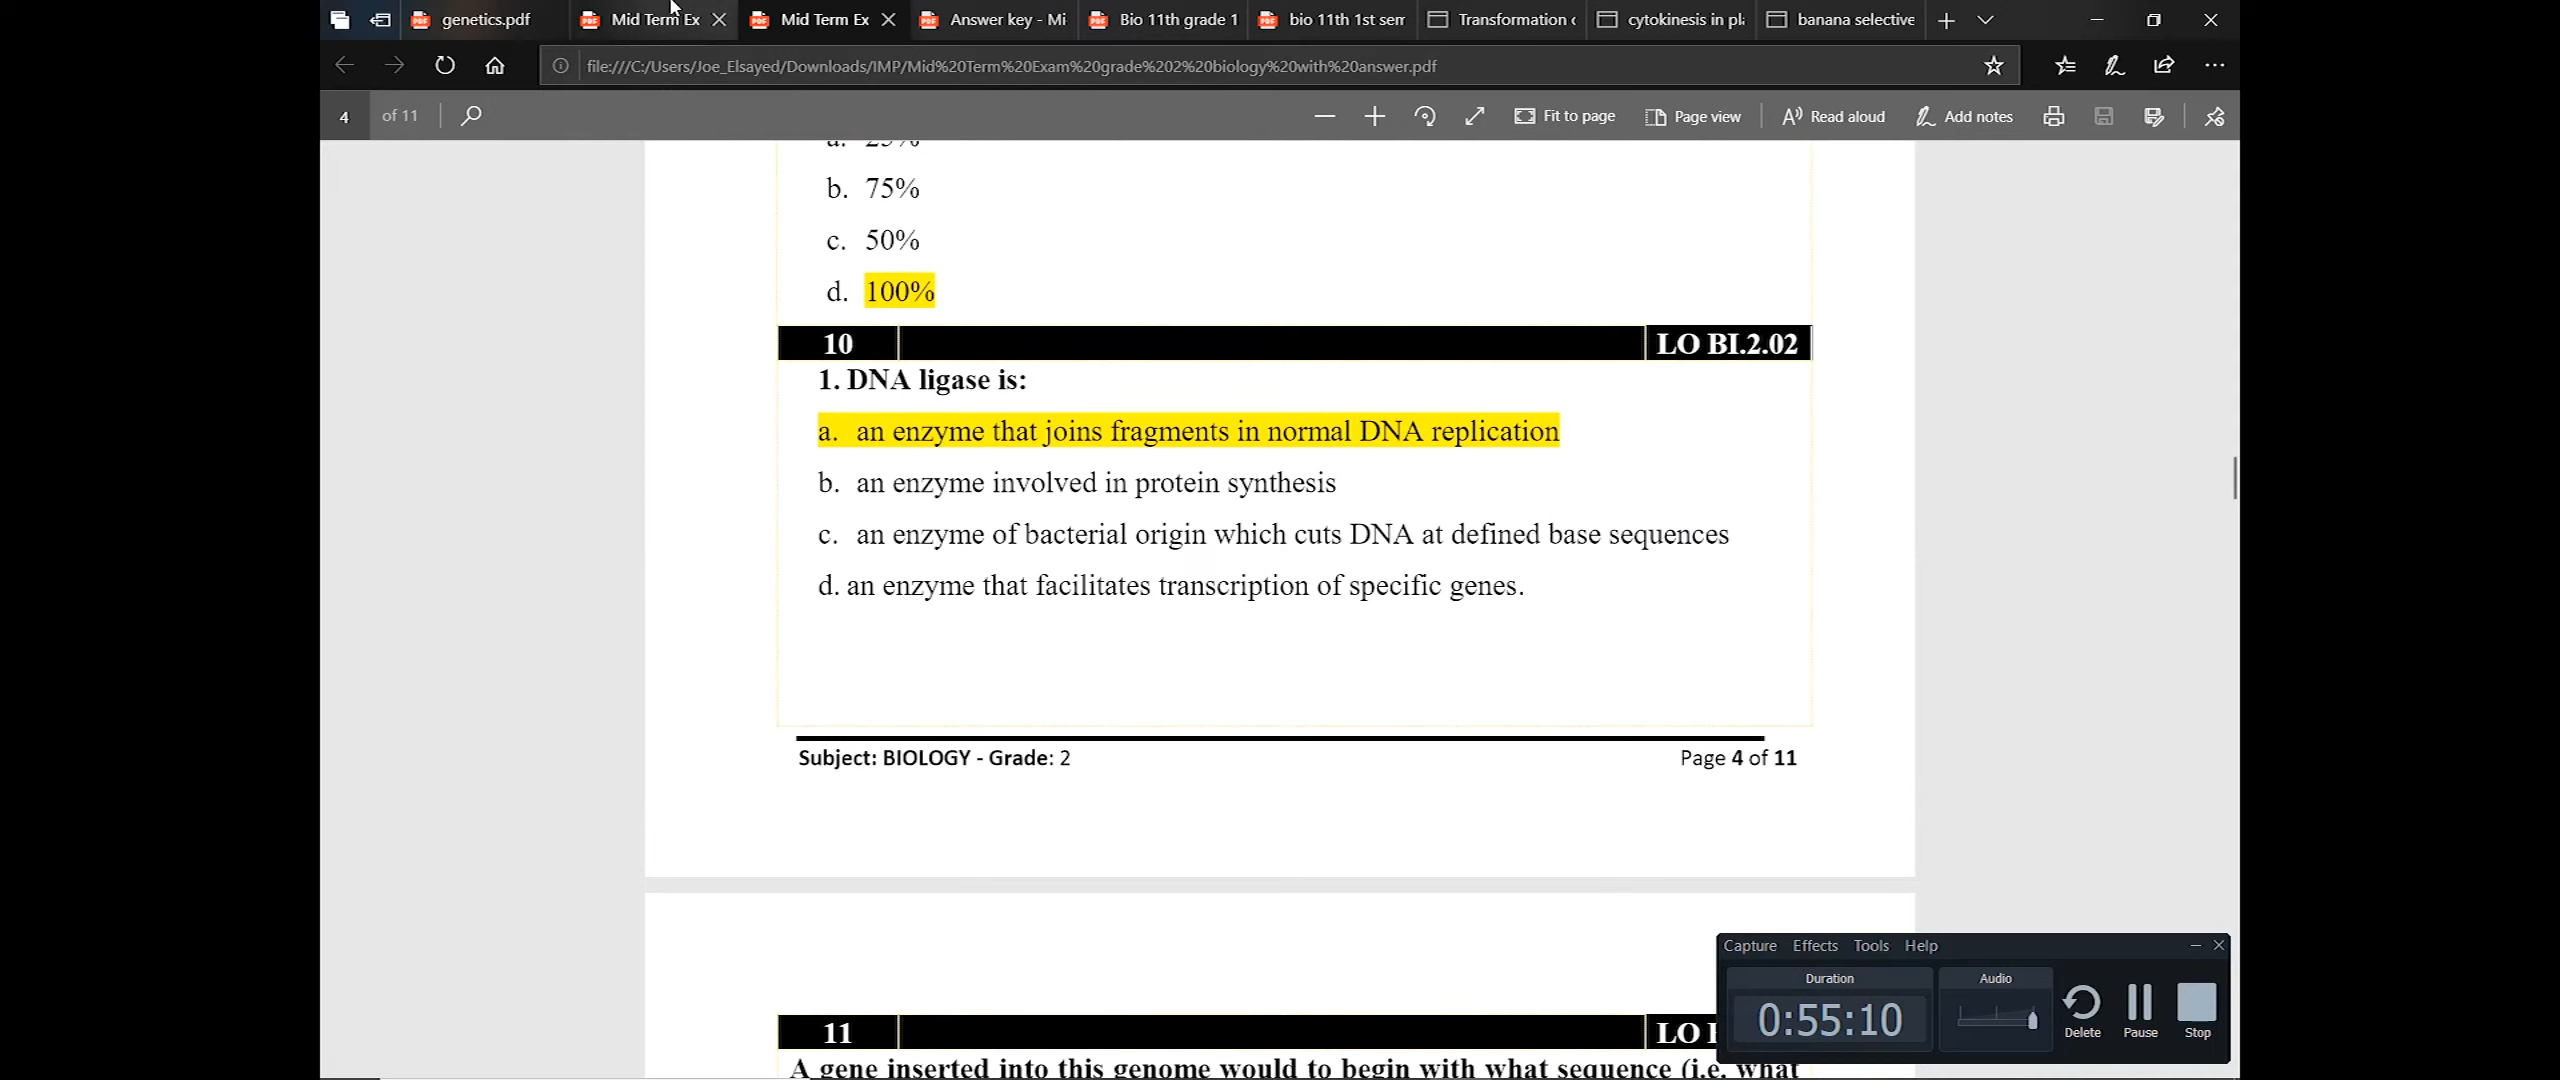 genetics.pdf
Mid Term Ex
Mid Term Ex
Answer key - Mi
Bio 11th grade 1
bio 11th 1st sem
Transformation
cytokinesis in pla
banana selective
file:///C:/Users/Joe_Elsayed/Downloads/IMP/Mid%20Term%20Exam%20grade%202%20biology%20with%20answer.pdf
4 of 11
Fit to page
Page view
Read aloud
Add notes
a. 25%
b. 75%
c. 50%
d. 100%
10 LO BI.2.02
1. DNA ligase is:
a. an enzyme that joins fragments in normal DNA replication
b. an enzyme involved in protein synthesis
c. an enzyme of bacterial origin which cuts DNA at defined base sequences
d. an enzyme that facilitates transcription of specific genes.
Subject: BIOLOGY - Grade: 2 Page 4 of 11
Capture Effects Tools Help
Duration
Audio
0:55:10
Delete
Pause
Stop
11 LO
A gene inserted into this genome would to begin with what sequence (i.e. what